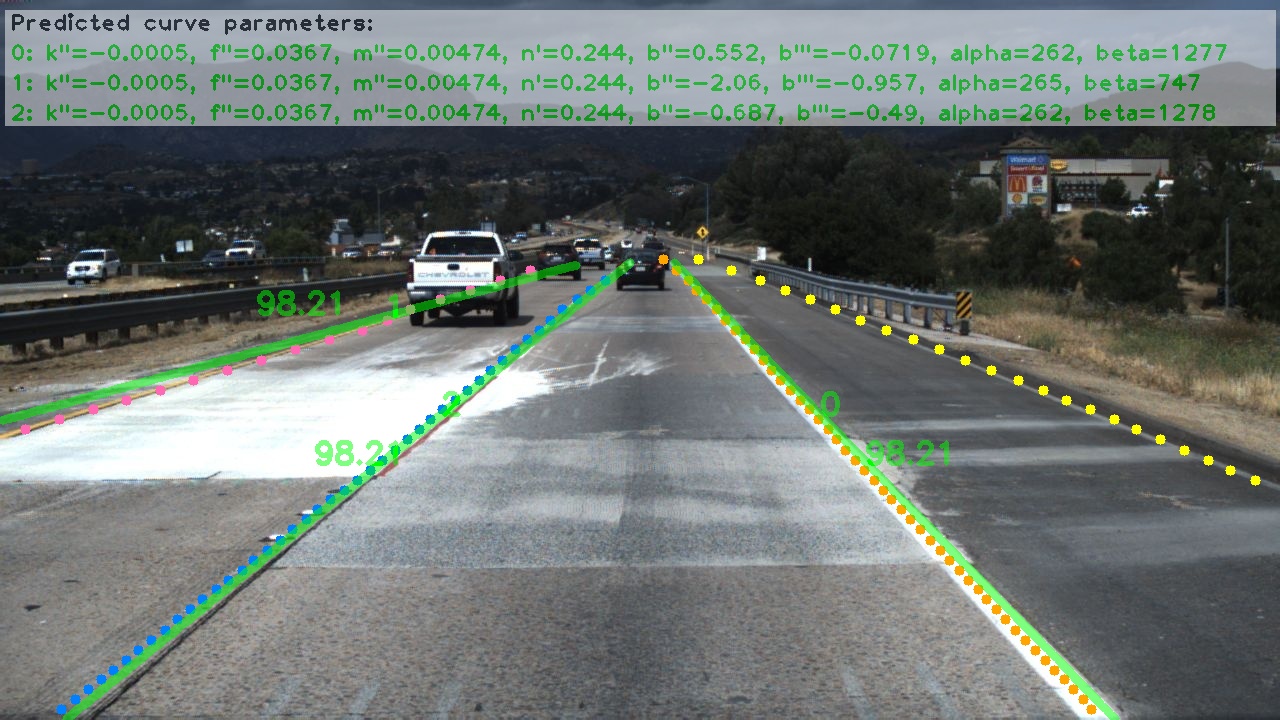 Predicted curve parameters:
0: k''=-0.0005, f''=0.0367, m''=0.00474, n'=0.244, b''=0.552, b'''=-0.0719, alpha=262, beta=1277
1: k''=-0.0005, f''=0.0367, m''=0.00474, n'=0.244, b''=-2.06, b'''=-0.957, alpha=265, beta=747
2: k''=-0.0005, f''=0.0367, m''=0.00474, n'=0.244, b''=-0.687, b'''=-0.49, alpha=262, beta=1278
Walmart
CHEVROLET
98.21
1
2
0
98.21
98.21